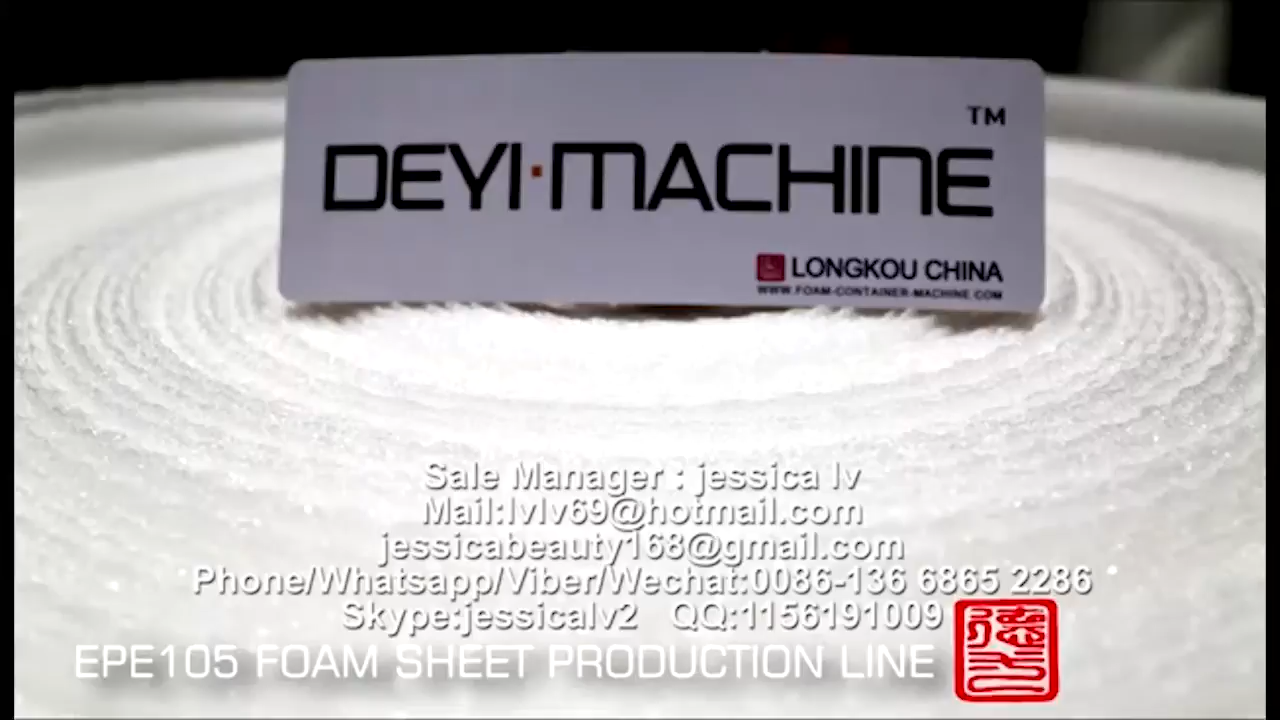 TM
DEYI·MACHINE
LONGKOU CHINA
WWW.FOAM-CONTAINER-MACHINE.COM
Sale Manager : jessica lv
Mail:lvlv69@hotmail.com
jessicabeauty168@gmail.com
Phone/Whatsapp/Viber/Wechat:0086-136 6865 2286
Skype:jessicalv2 QQ:1156191009
EPE105 FOAM SHEET PRODUCTION LINE